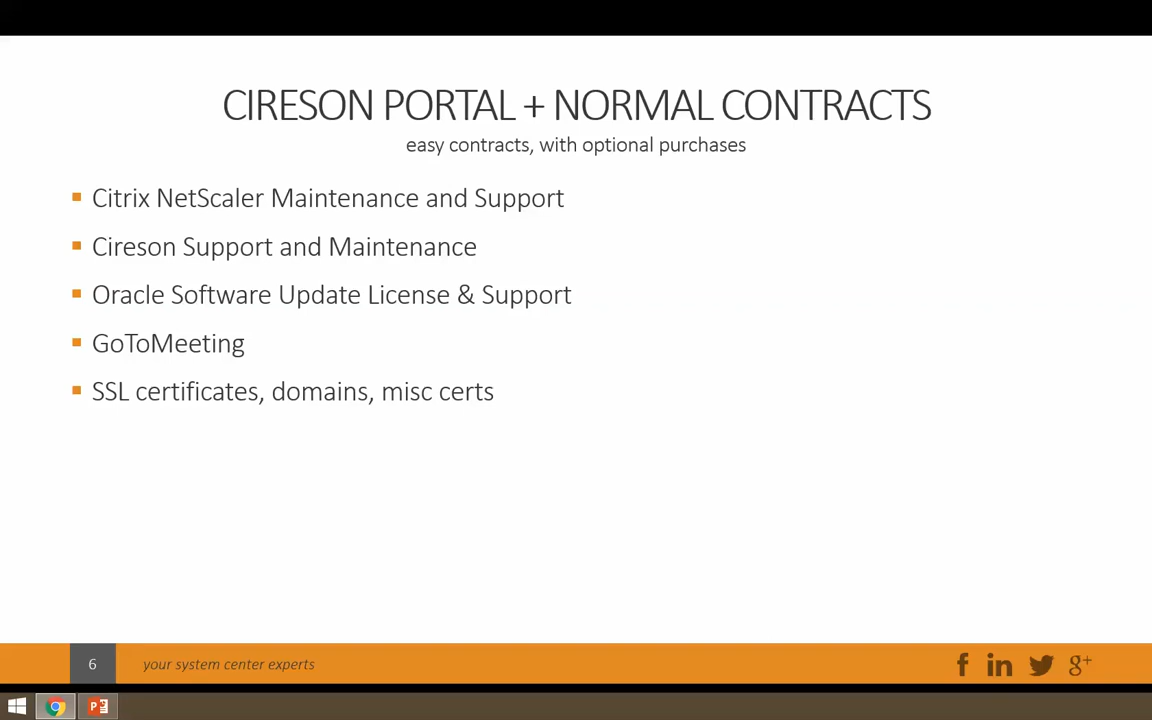 CIRESON PORTAL + NORMAL CONTRACTS
easy contracts, with optional purchases
Citrix NetScaler Maintenance and Support
Cireson Support and Maintenance
Oracle Software Update License & Support
GoToMeeting
SSL certificates, domains, misc certs
6 your system center experts